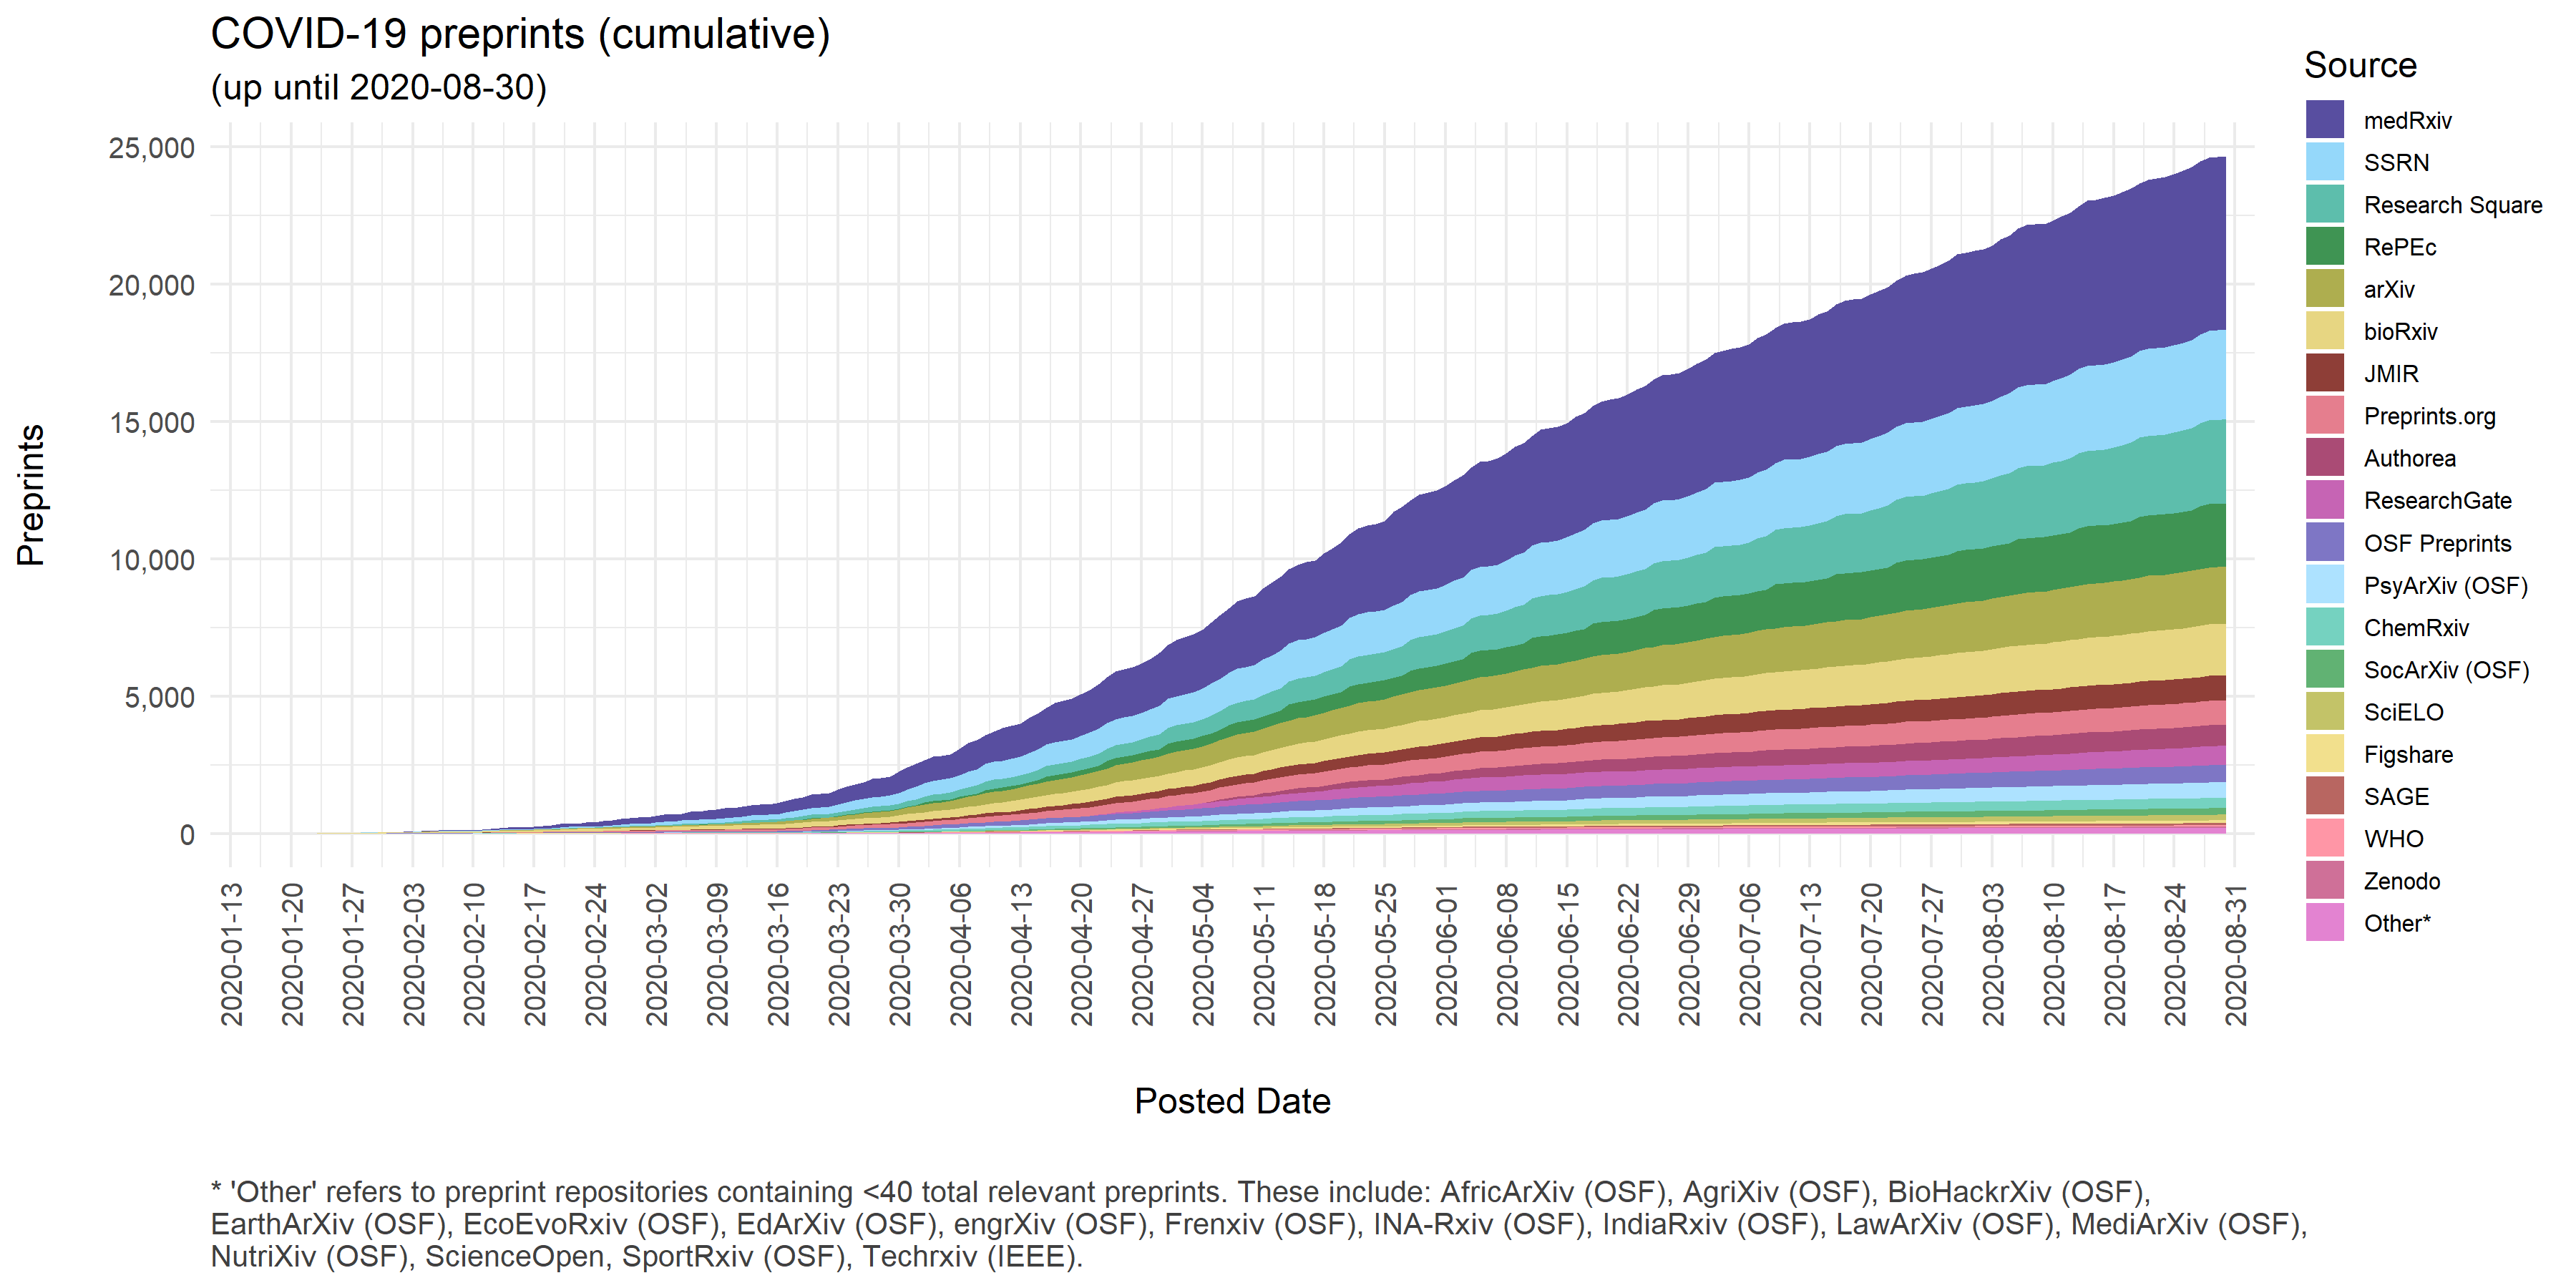 COVID-19 preprints (cumulative)
(up until 2020-08-30)
Preprints
25,000
20,000
15,000
10,000
5,000
0
2020-01-13
2020-01-20
2020-01-27
2020-02-03
2020-02-10
2020-02-17
2020-02-24
2020-03-02
2020-03-09
2020-03-16
2020-03-23
2020-03-30
2020-04-06
2020-04-13
2020-04-20
2020-04-27
2020-05-04
2020-05-11
2020-05-18
2020-05-25
2020-06-01
2020-06-08
2020-06-15
2020-06-22
2020-06-29
2020-07-06
2020-07-13
2020-07-20
2020-07-27
2020-08-03
2020-08-10
2020-08-17
2020-08-24
2020-08-31
Posted Date
Source
medRxiv
SSRN
Research Square
RePEc
arXiv
bioRxiv
JMIR
Preprints.org
Authorea
ResearchGate
OSF Preprints
PsyArXiv (OSF)
ChemRxiv
SocArXiv (OSF)
SciELO
Figshare
SAGE
WHO
Zenodo
Other*
* 'Other' refers to preprint repositories containing <40 total relevant preprints. These include: AfricArXiv (OSF), AgriXiv (OSF), BioHackrXiv (OSF),
EarthArXiv (OSF), EcoEvoRxiv (OSF), EdArXiv (OSF), engrXiv (OSF), Frenxiv (OSF), INA-Rxiv (OSF), IndiaRxiv (OSF), LawArXiv (OSF), MediArXiv (OSF),
NutriXiv (OSF), ScienceOpen, SportRxiv (OSF), Techrxiv (IEEE).